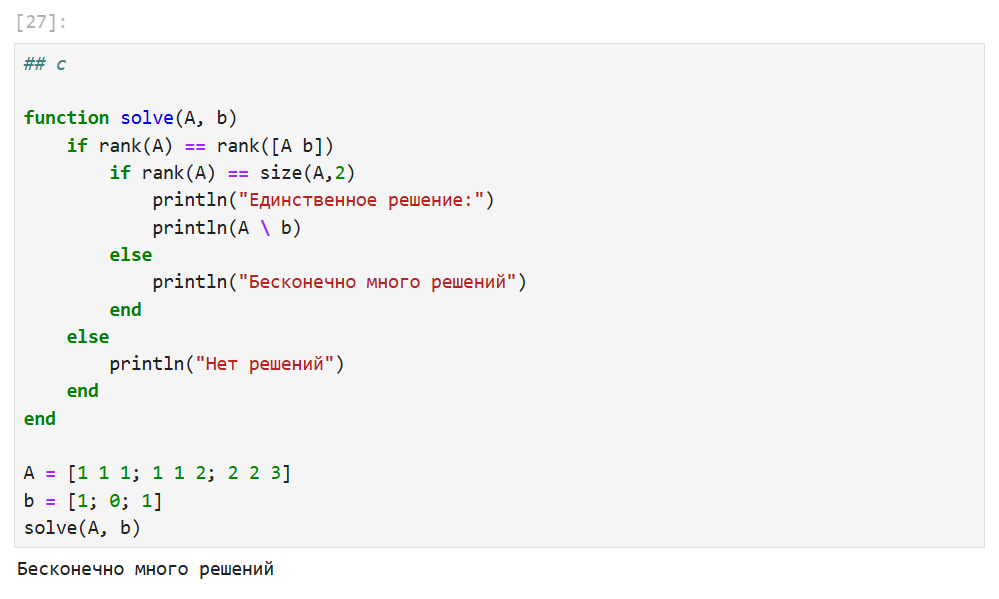 [27]:
## c
function solve(A, b)
    if rank(A) == rank([A b])
        if rank(A) == size(A,2)
            println("Единственное решение:")
            println(A \ b)
        else
            println("Бесконечно много решений")
        end
    else
        println("Нет решений")
    end
end
A = [1 1 1; 1 1 2; 2 2 3]
b = [1; 0; 1]
solve(A, b)
Бесконечно много решений